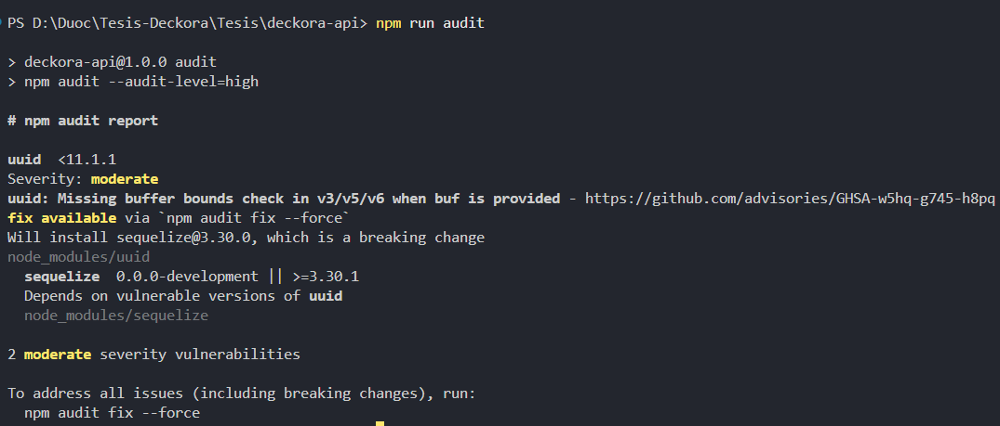 PS D:\Duoc\Tesis-Deckora\Tesis\deckora-api> npm run audit
> deckora-api@1.0.0 audit
> npm audit --audit-level=high
# npm audit report
uuid  <11.1.1
Severity: moderate
uuid: Missing buffer bounds check in v3/v5/v6 when buf is provided - https://github.com/advisories/GHSA-w5hq-g745-h8pq
fix available via `npm audit fix --force`
Will install sequelize@3.30.0, which is a breaking change
node_modules/uuid
  sequelize  0.0.0-development || >=3.30.1
  Depends on vulnerable versions of uuid
  node_modules/sequelize
2 moderate severity vulnerabilities
To address all issues (including breaking changes), run:
  npm audit fix --force